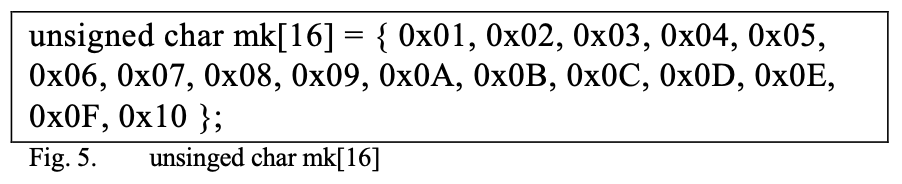 unsigned char mk[16] = { 0x01, 0x02, 0x03, 0x04, 0x05,
0x06, 0x07, 0x08, 0x09, 0x0A, 0x0B, 0x0C, 0x0D, 0x0E,
0x0F, 0x10 };
Fig. 5. unsinged char mk[16]